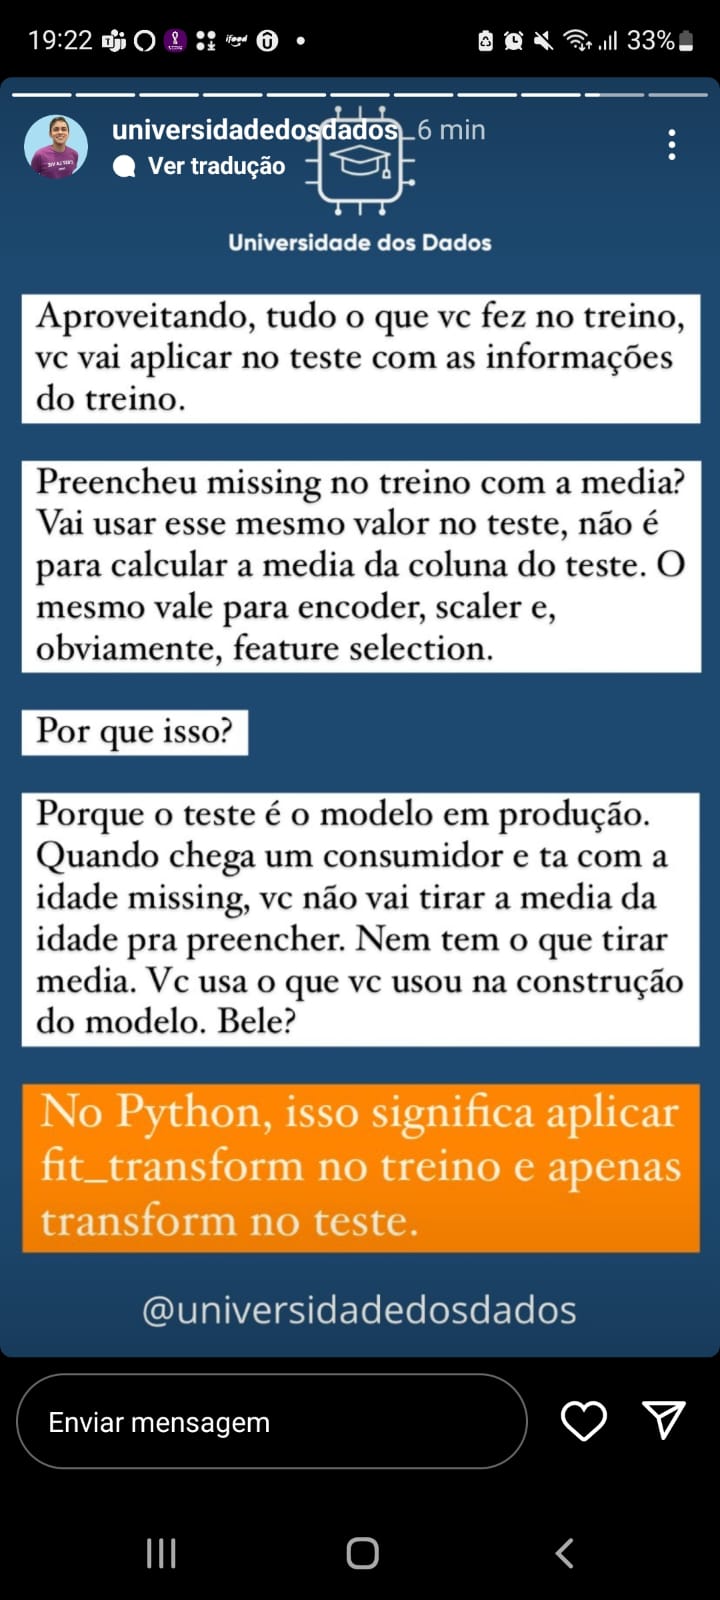 19:22
ifood
33%
universidadedosdados_ 6 min
Ver tradução
Universidade dos Dados
Aproveitando, tudo o que vc fez no treino,
vc vai aplicar no teste com as informações
do treino.
Preencheu missing no treino com a media?
Vai usar esse mesmo valor no teste, não é
para calcular a media da coluna do teste. O
mesmo vale para encoder, scaler e,
obviamente, feature selection.
Por que isso?
Porque o teste é o modelo em produção.
Quando chega um consumidor e ta com a
idade missing, vc não vai tirar a media da
idade pra preencher. Nem tem o que tirar
media. Vc usa o que vc usou na construção
do modelo. Bele?
No Python, isso significa aplicar
fit_transform no treino e apenas
transform no teste.
@universidadedosdados
Enviar mensagem